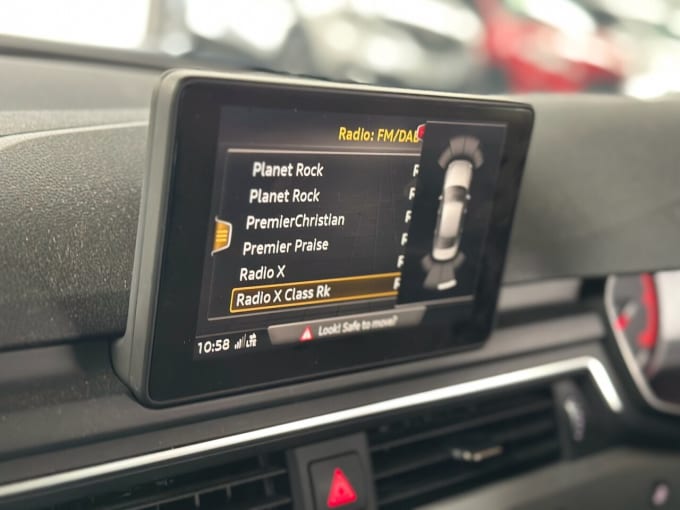 Radio: FM/DAB
Planet Rock
Planet Rock
PremierChristian
Premier Praise
Radio X
Radio X Class Rk
Look! Safe to move?
10:58 LTE